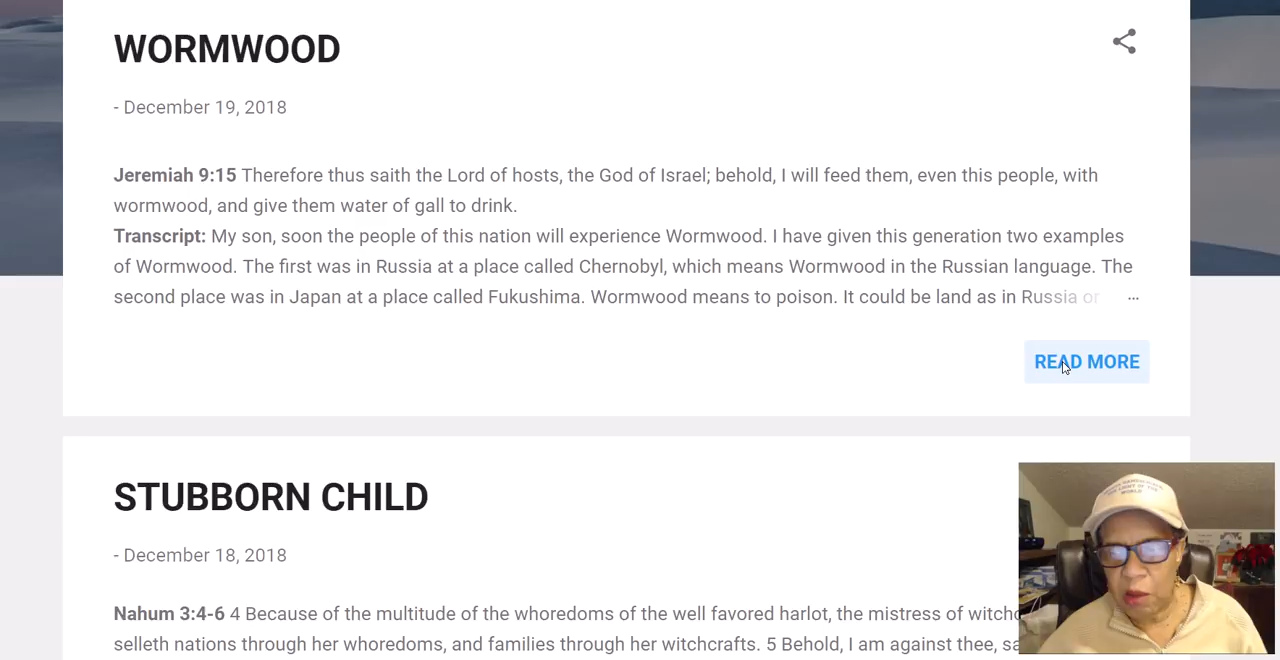 WORMWOOD
- December 19, 2018
Jeremiah 9:15 Therefore thus saith the Lord of hosts, the God of Israel; behold, I will feed them, even this people, with
wormwood, and give them water of gall to drink.
Transcript: My son, soon the people of this nation will experience Wormwood. I have given this generation two examples
of Wormwood. The first was in Russia at a place called Chernobyl, which means Wormwood in the Russian language. The
second place was in Japan at a place called Fukushima. Wormwood means to poison. It could be land as in Russia or ...
READ MORE
STUBBORN CHILD
- December 18, 2018
Nahum 3:4-6 4 Because of the multitude of the whoredoms of the well favored harlot, the mistress of
selleth nations through her whoredoms, and families through her witchcrafts. 5 Behold, I am against thee,
WORLD